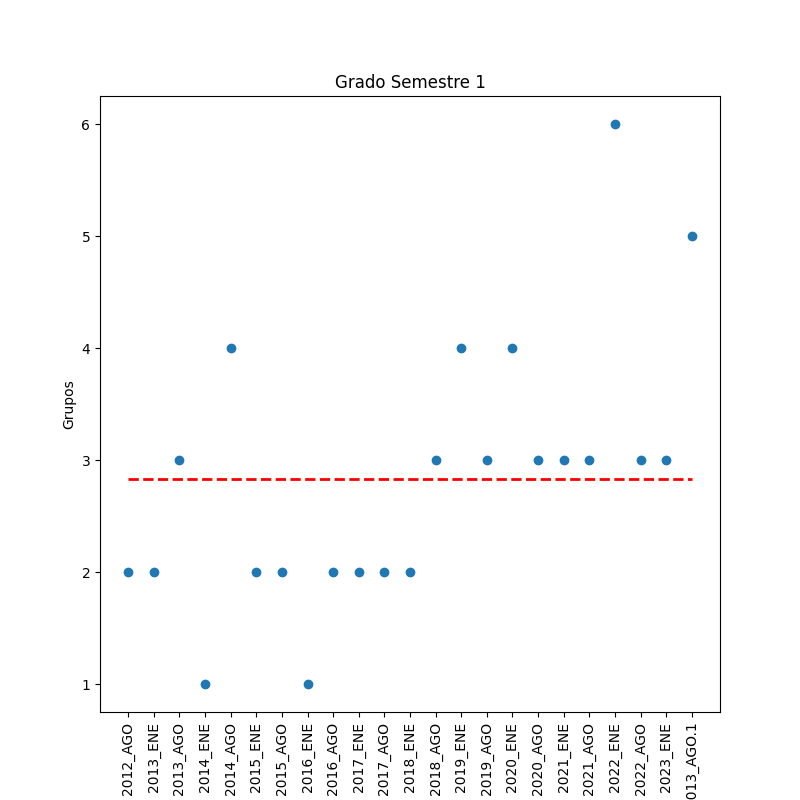 Grado Semestre 1
6
5
4
3
2
1
Grupos
2012_AGO
2013_ENE
2013_AGO
2014_ENE
2014_AGO
2015_ENE
2015_AGO
2016_ENE
2016_AGO
2017_ENE
2017_AGO
2018_ENE
2018_AGO
2019_ENE
2019_AGO
2020_ENE
2020_AGO
2021_ENE
2021_AGO
2022_ENE
2022_AGO
2023_ENE
013_AGO.1